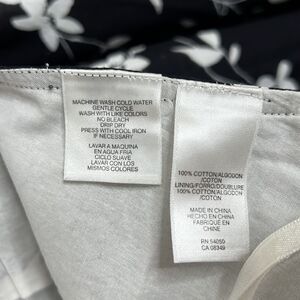 MACHINE WASH COLD WATER
GENTLE CYCLE
WASH WITH LIKE COLORS
NO BLEACH
DRIP DRY
PRESS WITH COOL IRON
IF NECESSARY
LAVAR A MAQUINA
EN AGUA FRIA
CICLO SUAVE
LAVAR CON LOS
MISMOS COLORES
100% COTTON/ALGODON
/COTON
LINING/FORRO/DOUBLURE
100% COTTON/ALGODON
/COTON
MADE IN CHINA
HECHO EN CHINA
FABRIQUÉ EN
CHINE
RN 54050
CA 08349